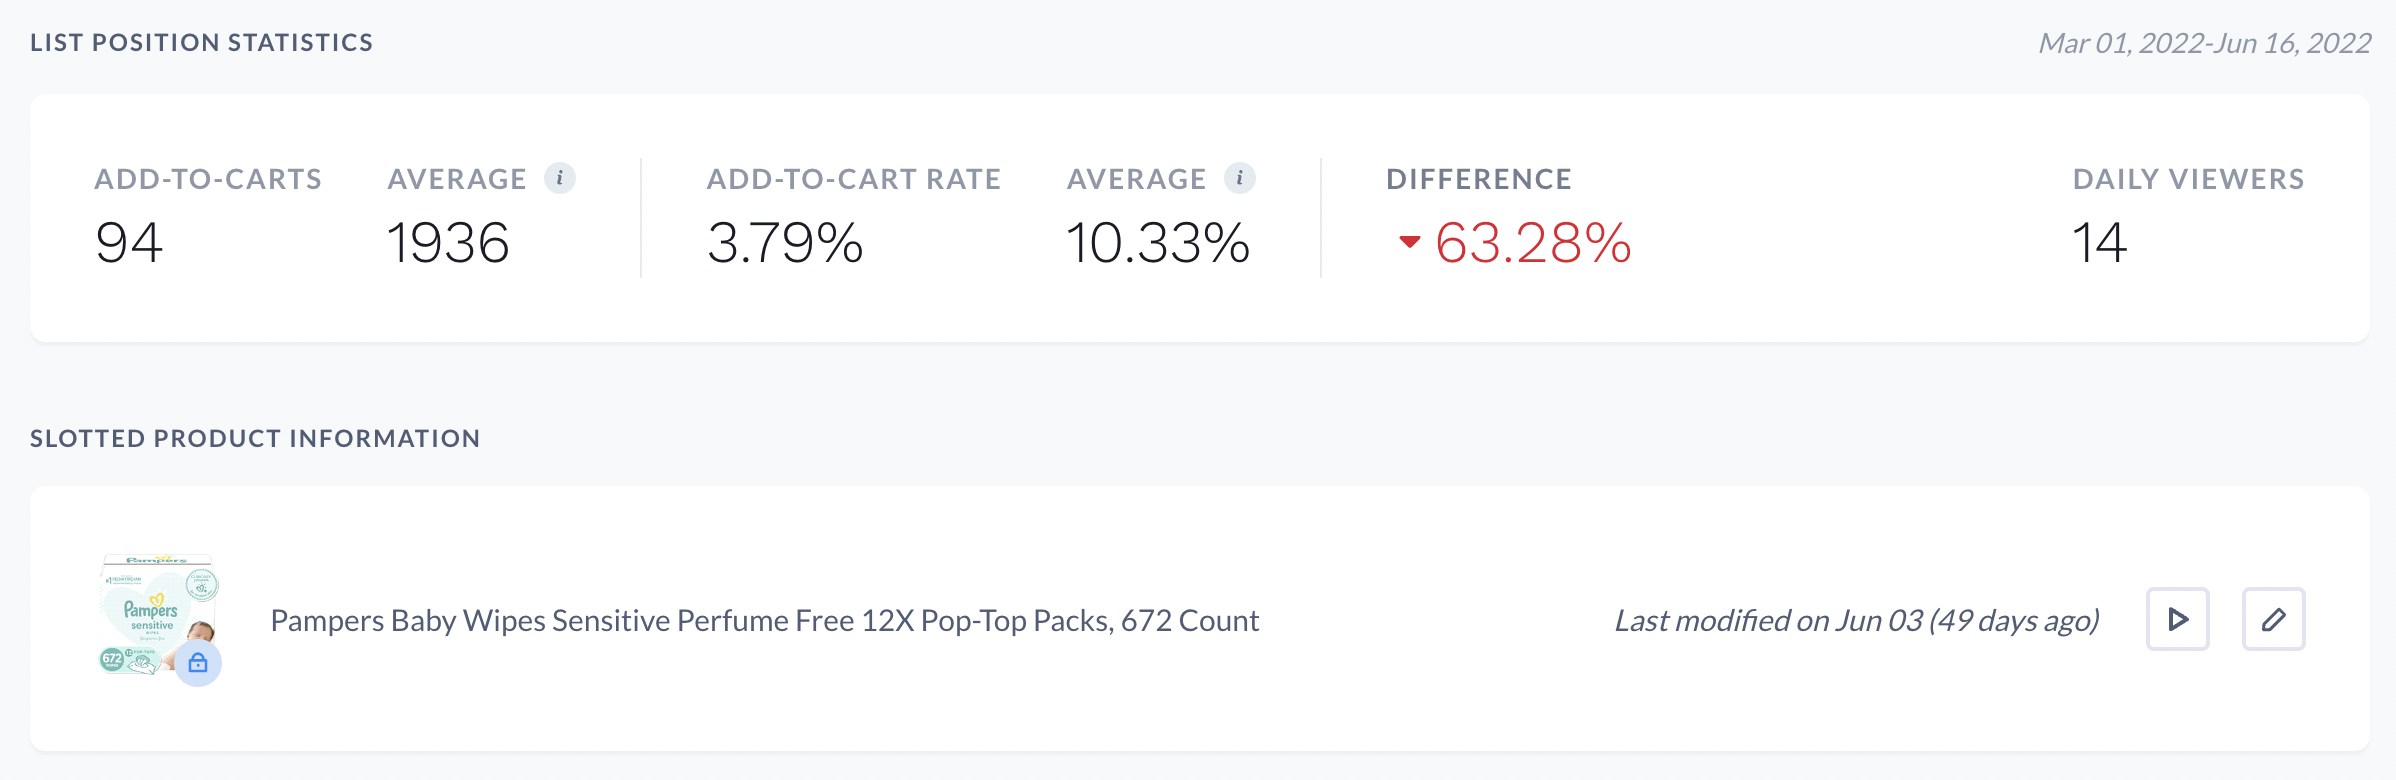 LIST POSITION STATISTICS
Mar 01, 2022-Jun 16, 2022
ADD-TO-CARTS AVERAGE i ADD-TO-CART RATE AVERAGE i DIFFERENCE DAILY VIEWERS
94 1936 3.79% 10.33% 63.28% 14
SLOTTED PRODUCT INFORMATION
Pampers
Pampers
sensitive
WIPES
672
Pampers Baby Wipes Sensitive Perfume Free 12X Pop-Top Packs, 672 Count
Last modified on Jun 03 (49 days ago)